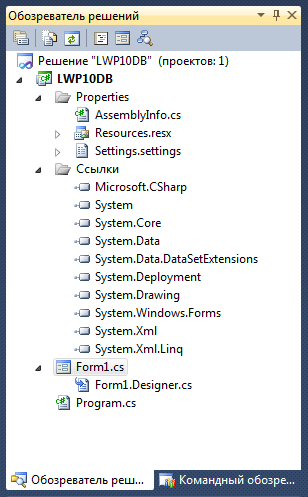 Обозреватель решений
Решение "LWP10DB" (проектов: 1)
LWP10DB
Properties
AssemblyInfo.cs
Resources.resx
Settings.settings
Ссылки
Microsoft.CSharp
System
System.Core
System.Data
System.Data.DataSetExtensions
System.Deployment
System.Drawing
System.Windows.Forms
System.Xml
System.Xml.Linq
Form1.cs
Form1.Designer.cs
Program.cs
Обозреватель реш... Командный обозре...